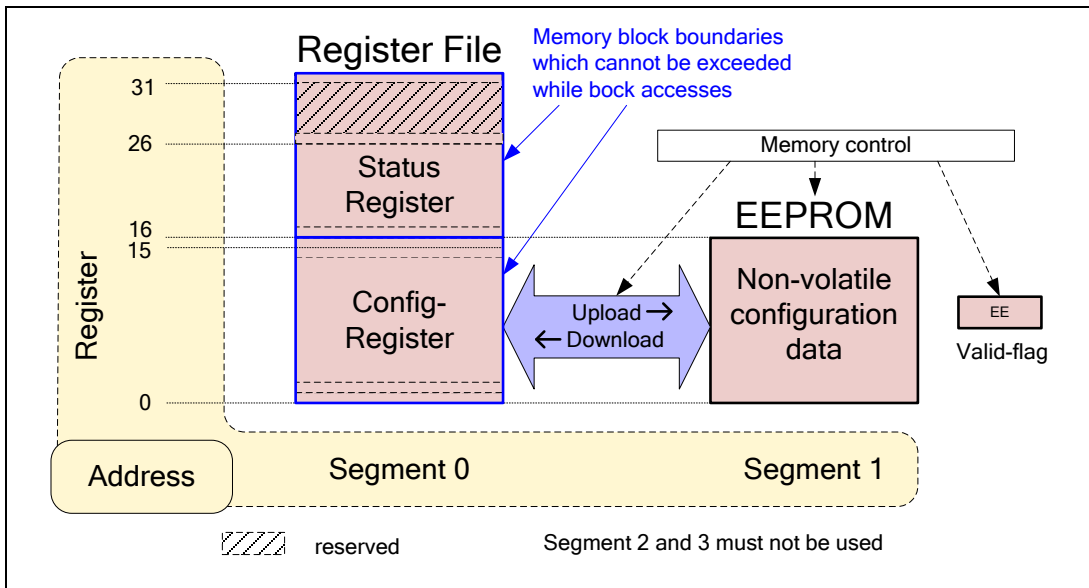 Register File
Memory block boundaries
which cannot be exceeded
while bock accesses
31
26
16
15
0
Register
Status
Register
Config-
Register
Memory control
EEPROM
Upload →
← Download
Non-volatile
configuration
data
EE
Valid-flag
Address
Segment 0
Segment 1
reserved
Segment 2 and 3 must not be used